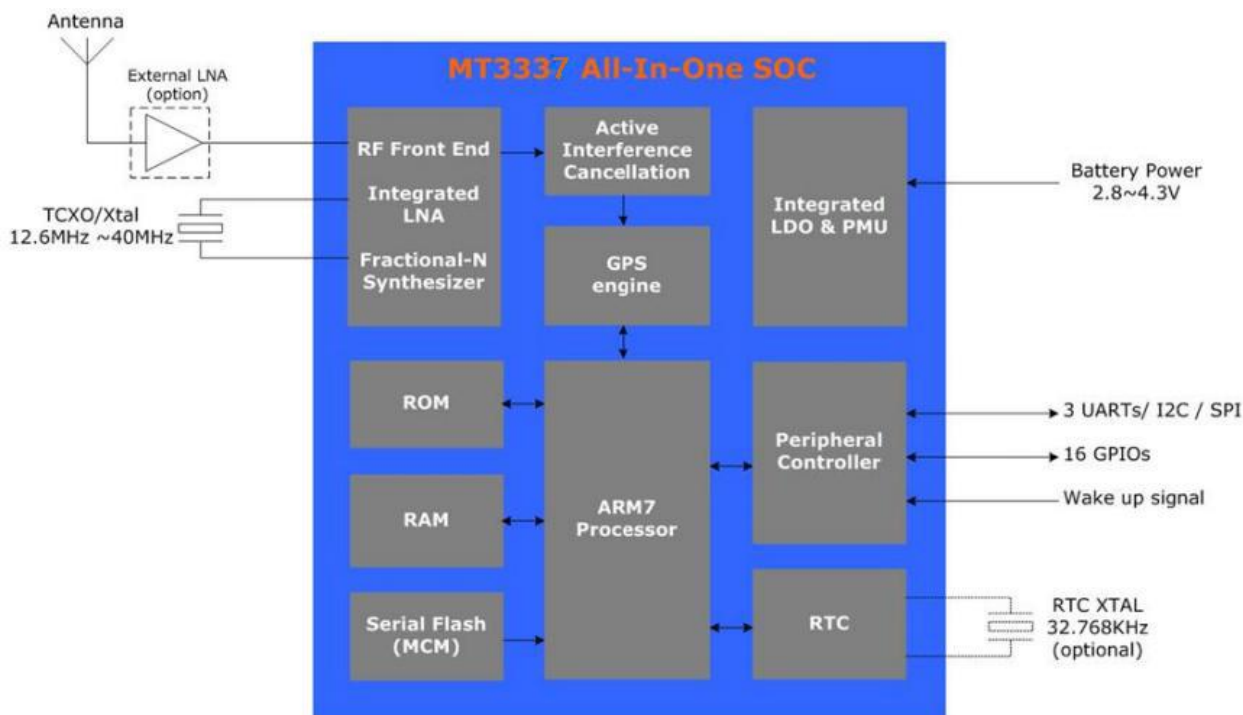 Antenna
External LNA
(option)
TCXO/Xtal
12.6MHz ~40MHz
MT3337 All-In-One SOC
RF Front End
Integrated
LNA
Fractional-N
Synthesizer
Active
Interference
Cancellation
GPS
engine
Integrated
LDO & PMU
Battery Power
2.8~4.3V
ROM
RAM
Serial Flash
(MCM)
ARM7
Processor
Peripheral
Controller
3 UARTs/ I2C / SPI
16 GPIOs
Wake up signal
RTC
RTC XTAL
32.768KHz
(optional)